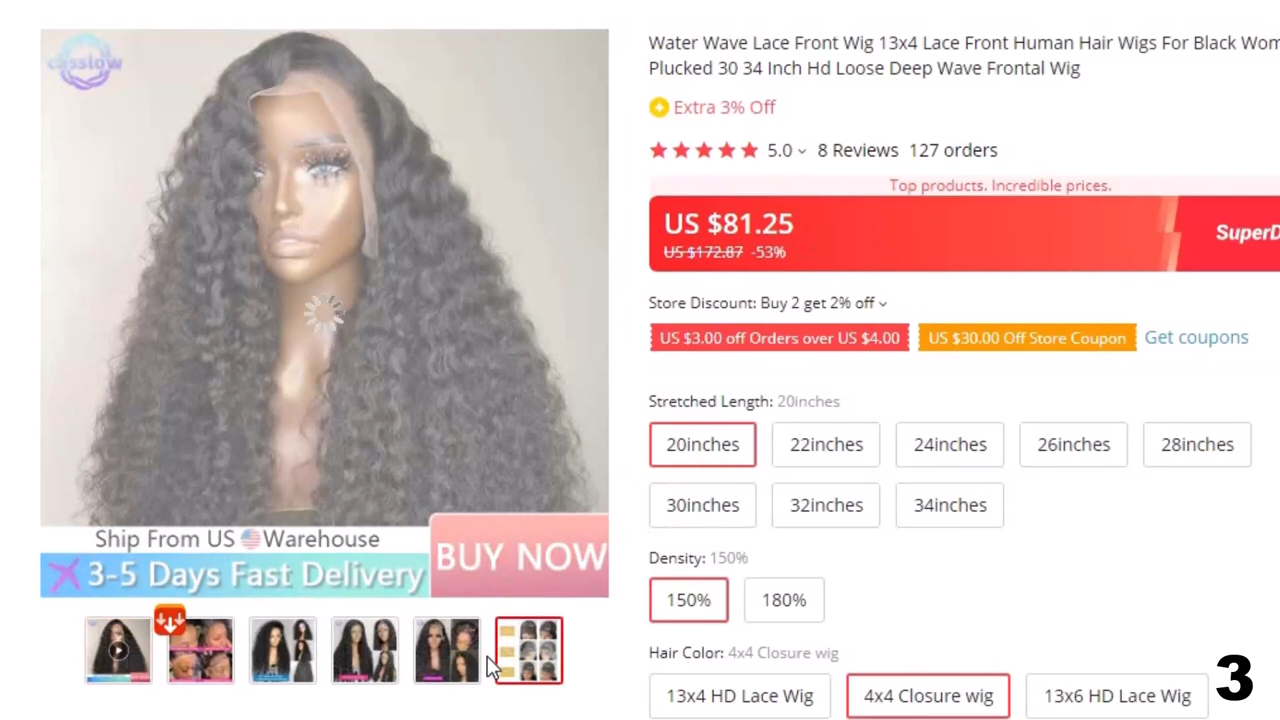 casslow
Water Wave Lace Front Wig 13x4 Lace Front Human Hair Wigs For Black Wom
Plucked 30 34 Inch Hd Loose Deep Wave Frontal Wig
Extra 3% Off
5.0 8 Reviews 127 orders
Top products. Incredible prices.
US $81.25
US $172.87 -53%
SuperD
Store Discount: Buy 2 get 2% off
US $3.00 off Orders over US $4.00 US $30.00 Off Store Coupon Get coupons
Stretched Length: 20inches
20inches 22inches 24inches 26inches 28inches
30inches 32inches 34inches
Ship From US Warehouse
3-5 Days Fast Delivery
BUY NOW
Density: 150%
150% 180%
Hair Color: 4x4 Closure wig
13x4 HD Lace Wig 4x4 Closure wig 13x6 HD Lace Wig
3